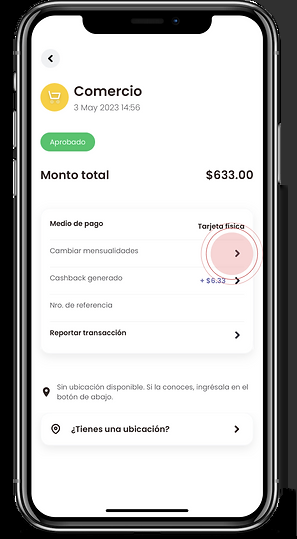 Comercio
3 May 2023 14:56
Aprobado
Monto total $633.00
Medio de pago Tarjeta física
Cambiar mensualidades
Cashback generado + $6.33
Nro. de referencia
Reportar transacción
Sin ubicación disponible. Si la conoces, ingrésala en el
botón de abajo.
¿Tienes una ubicación?